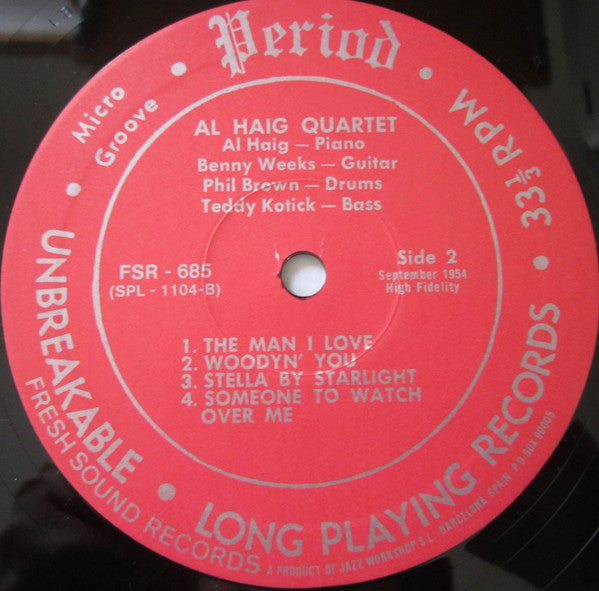 Period
Micro
Groove
33⅓ RPM
AL HAIG QUARTET
Al Haig — Piano
Benny Weeks — Guitar
Phil Brown — Drums
Teddy Kotick — Bass
FSR - 685
(SPL - 1104-B)
Side 2
September 1954
High Fidelity
1. THE MAN I LOVE
2. WOODYN' YOU
3. STELLA BY STARLIGHT
4. SOMEONE TO WATCH
OVER ME
UNBREAKABLE • LONG PLAYING RECORDS
FRESH SOUND RECORDS
A PRODUCT OF JAZZ WORKSHOP S.L. BARCELONA, SPAIN P.O. BOX 90005